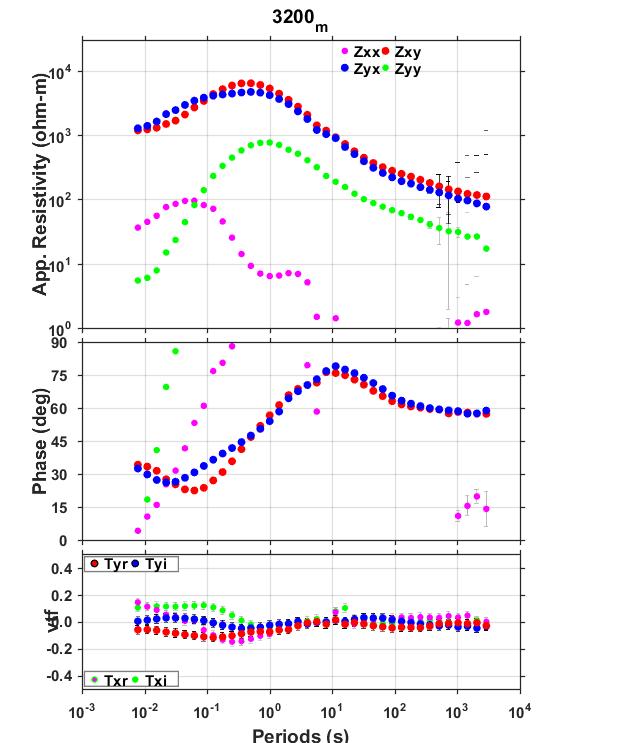 3200m
Zxx Zxy
Zyx Zyy
App. Resistivity (ohm-m)
10^4
10^3
10^2
10^1
10^0
Phase (deg)
90
75
60
45
30
15
0
Tyr Tyi
vtf
0.4
0.2
0.0
-0.2
-0.4
Txr Txi
10^-3 10^-2 10^-1 10^0 10^1 10^2 10^3 10^4
Periods (s)